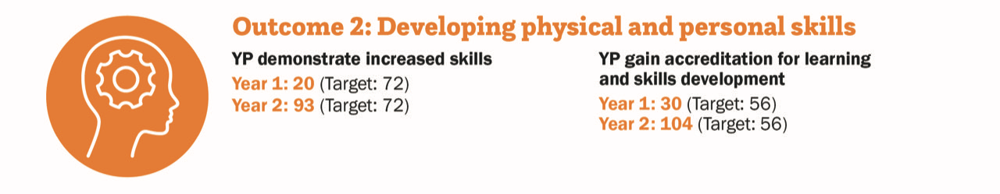 Outcome 2: Developing physical and personal skills
YP demonstrate increased skills
Year 1: 20 (Target: 72)
Year 2: 93 (Target: 72)
YP gain accreditation for learning
and skills development
Year 1: 30 (Target: 56)
Year 2: 104 (Target: 56)